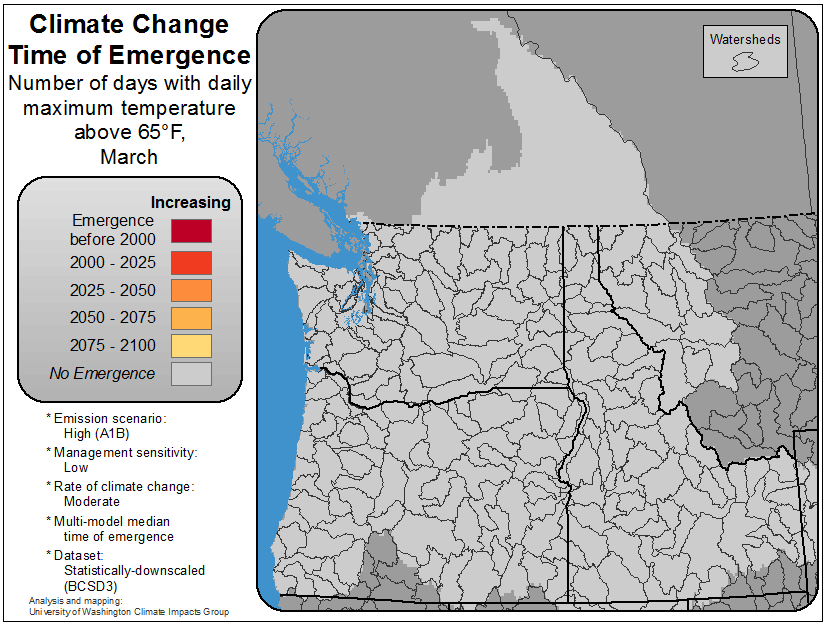 Climate Change
Time of Emergence
Number of days with daily
maximum temperature
above 65°F,
March
Watersheds
Increasing
Emergence
before 2000
2000 - 2025
2025 - 2050
2050 - 2075
2075 - 2100
No Emergence
* Emission scenario:
High (A1B)
* Management sensitivity:
Low
* Rate of climate change:
Moderate
* Multi-model median
time of emergence
* Dataset:
Statistically-downscaled
(BCSD3)
Analysis and mapping:
University of Washington Climate Impacts Group